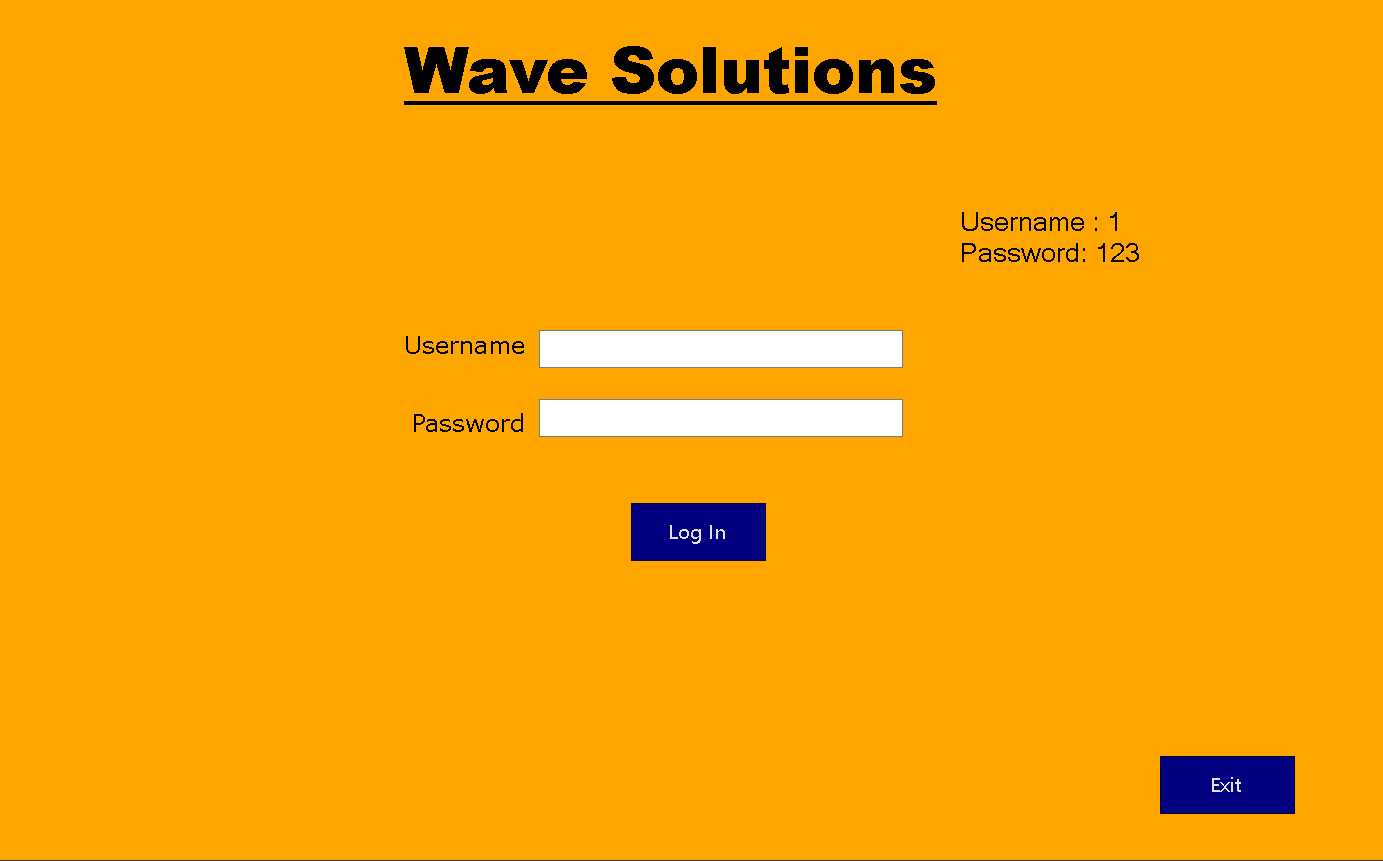 Wave Solutions
Username : 1
Password: 123
Username
Password
Log In
Exit